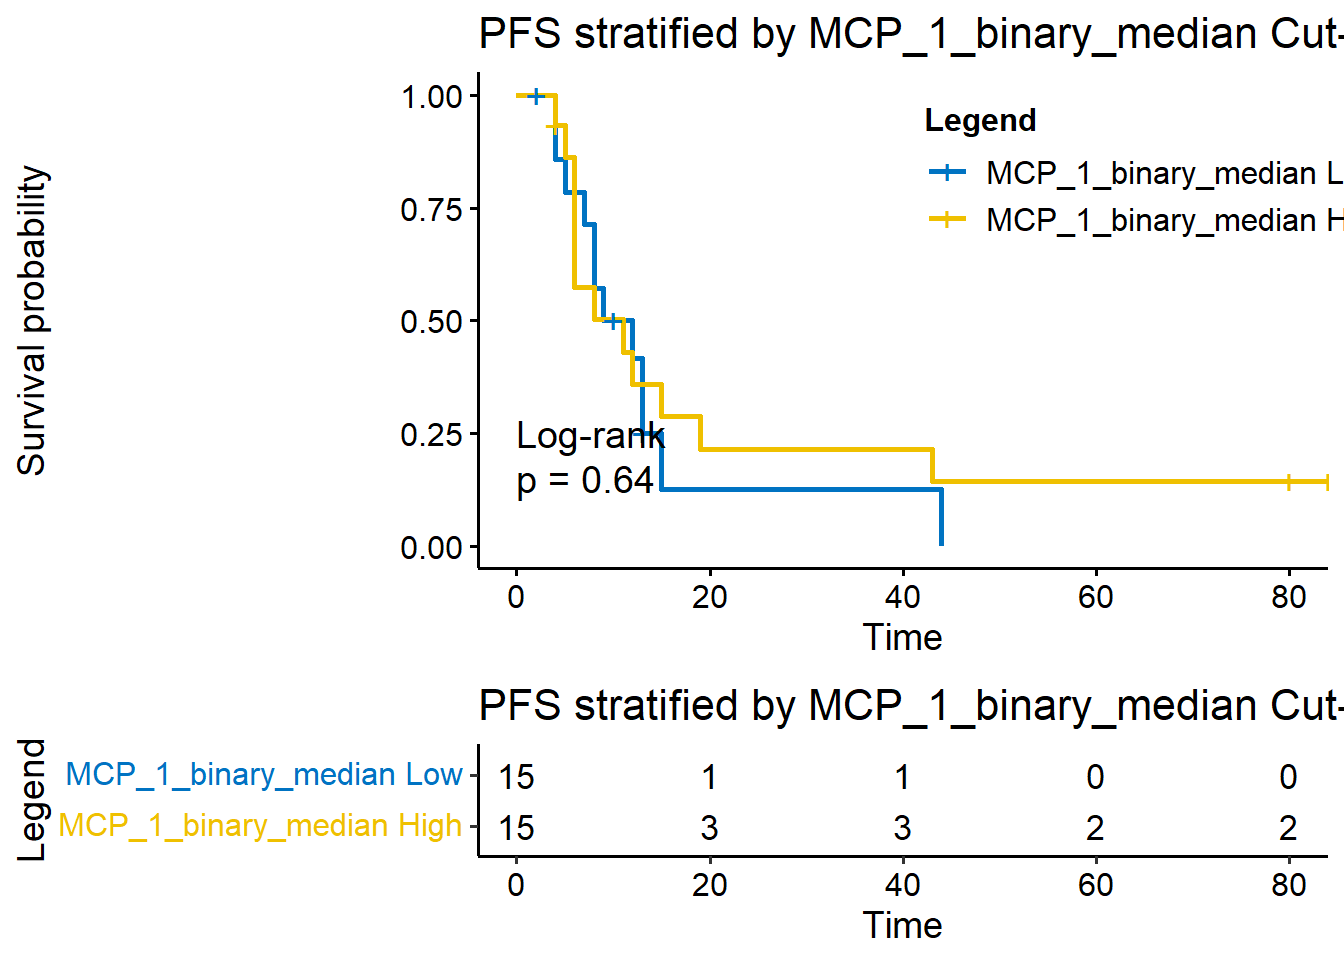 PFS stratified by MCP_1_binary_median Cut-
Survival probability
1.00
0.75
0.50
0.25
0.00
Legend
MCP_1_binary_median L
MCP_1_binary_median H
Log-rank
p = 0.64
0 20 40 60 80
Time
PFS stratified by MCP_1_binary_median Cut-
Legend
MCP_1_binary_median Low 15 1 1 0 0
MCP_1_binary_median High 15 3 3 2 2
0 20 40 60 80
Time